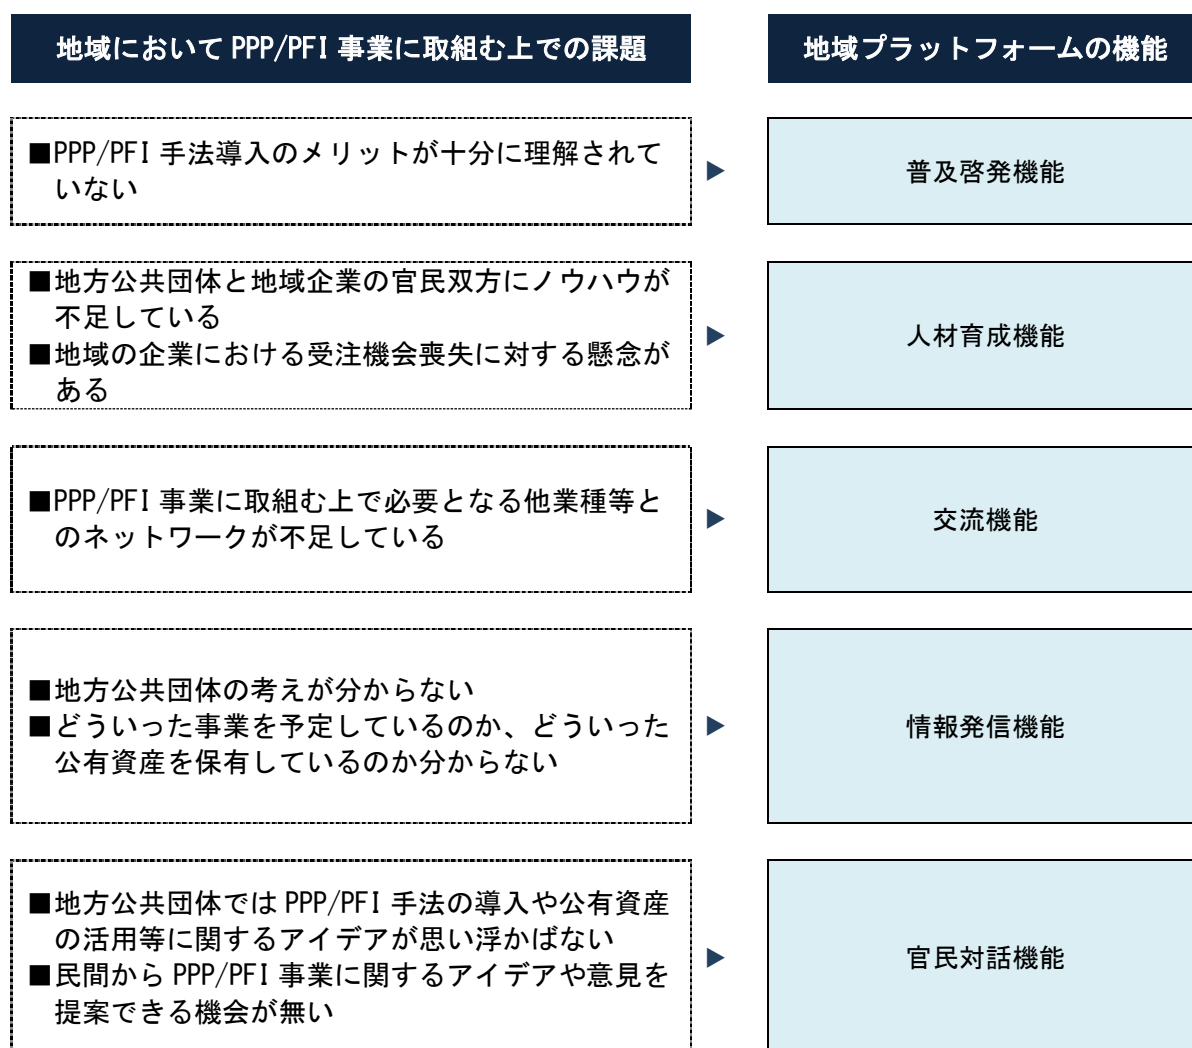 地域において PPP/PFI 事業に取組む上での課題
地域プラットフォームの機能
■PPP/PFI 手法導入のメリットが十分に理解されて
いない
▶
普及啓発機能
■地方公共団体と地域企業の官民双方にノウハウが
不足している
■地域の企業における受注機会喪失に対する懸念が
ある
▶
人材育成機能
■PPP/PFI 事業に取組む上で必要となる他業種等と
のネットワークが不足している
▶
交流機能
■地方公共団体の考えが分からない
■どういった事業を予定しているのか、どういった
公有資産を保有しているのか分からない
▶
情報発信機能
■地方公共団体では PPP/PFI 手法の導入や公有資産
の活用等に関するアイデアが思い浮かばない
■民間から PPP/PFI 事業に関するアイデアや意見を
提案できる機会が無い
▶
官民対話機能